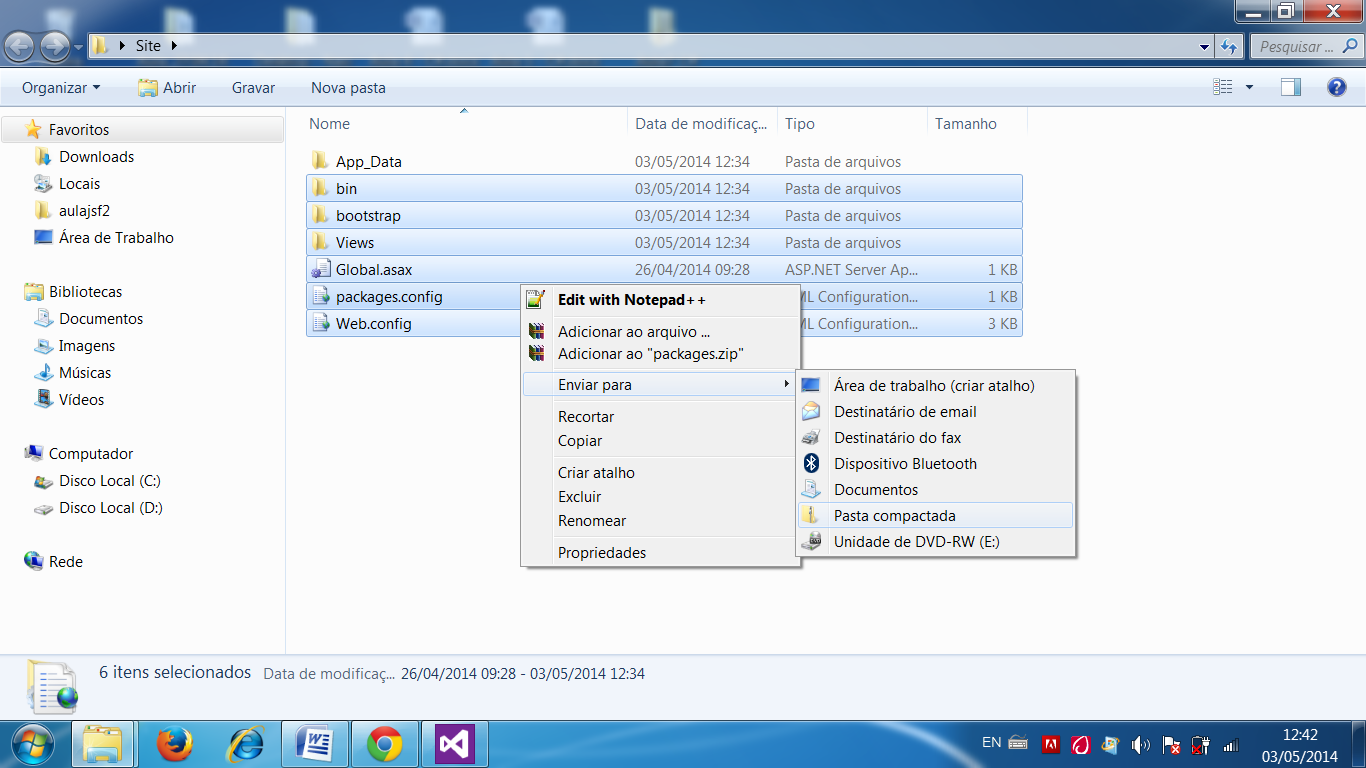 Site
Pesquisar ...
Organizar
Abrir
Gravar
Nova pasta
Nome
Data de modificaç...
Tipo
Tamanho
Favoritos
Downloads
Locais
aulajsf2
Área de Trabalho
Bibliotecas
Documentos
Imagens
Músicas
Vídeos
Computador
Disco Local (C:)
Disco Local (D:)
Rede
App_Data 03/05/2014 12:34 Pasta de arquivos
bin 03/05/2014 12:34 Pasta de arquivos
bootstrap 03/05/2014 12:34 Pasta de arquivos
Views 03/05/2014 12:34 Pasta de arquivos
Global.asax 26/04/2014 09:28 ASP.NET Server Ap... 1 KB
packages.config ML Configuration... 1 KB
Web.config ML Configuration... 3 KB
Edit with Notepad++
Adicionar ao arquivo ...
Adicionar ao "packages.zip"
Enviar para
Recortar
Copiar
Criar atalho
Excluir
Renomear
Propriedades
Área de trabalho (criar atalho)
Destinatário de email
Destinatário do fax
Dispositivo Bluetooth
Documentos
Pasta compactada
Unidade de DVD-RW (E:)
6 itens selecionados Data de modificaç... 26/04/2014 09:28 - 03/05/2014 12:34
EN
12:42
03/05/2014